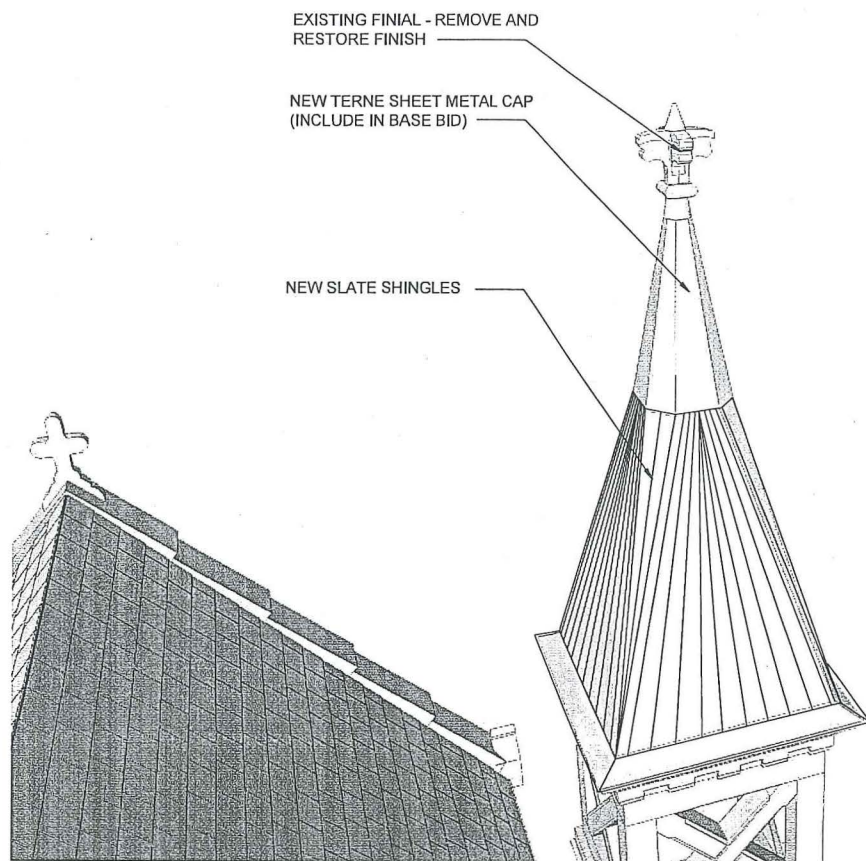 EXISTING FINIAL - REMOVE AND
RESTORE FINISH
NEW TERNE SHEET METAL CAP
(INCLUDE IN BASE BID)
NEW SLATE SHINGLES